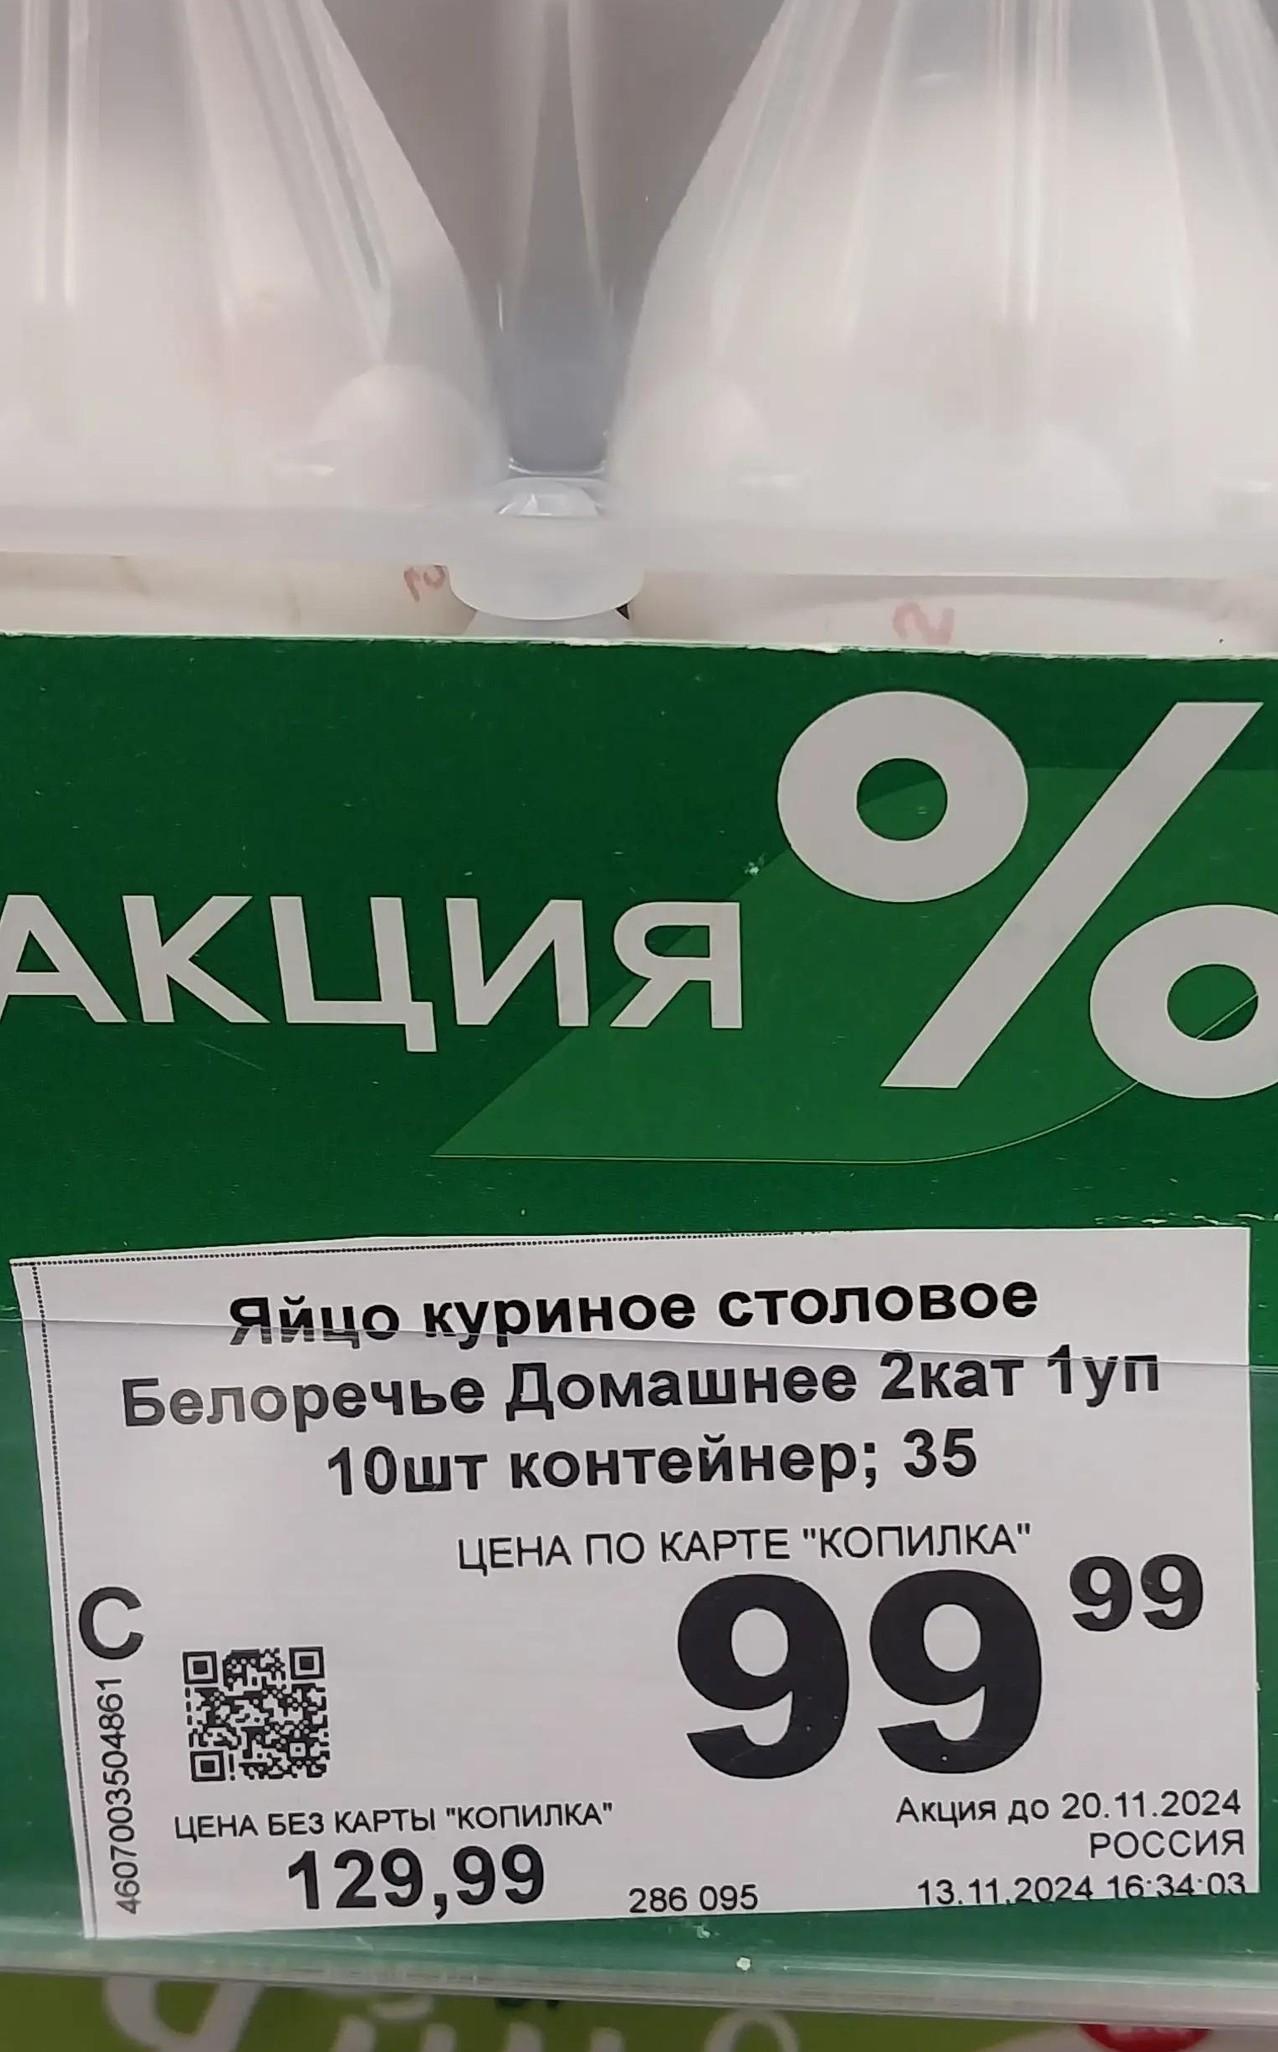 2
2
АКЦИЯ %
Яйцо куриное столовое
Белоречье Домашнее 2кат 1уп
10шт контейнер; 35
ЦЕНА ПО КАРТЕ "КОПИЛКА"
99 99
С
4607003504861
ЦЕНА БЕЗ КАРТЫ "КОПИЛКА"
129,99
286 095
Акция до 20.11.2024
РОССИЯ
13.11.2024 16:34:03